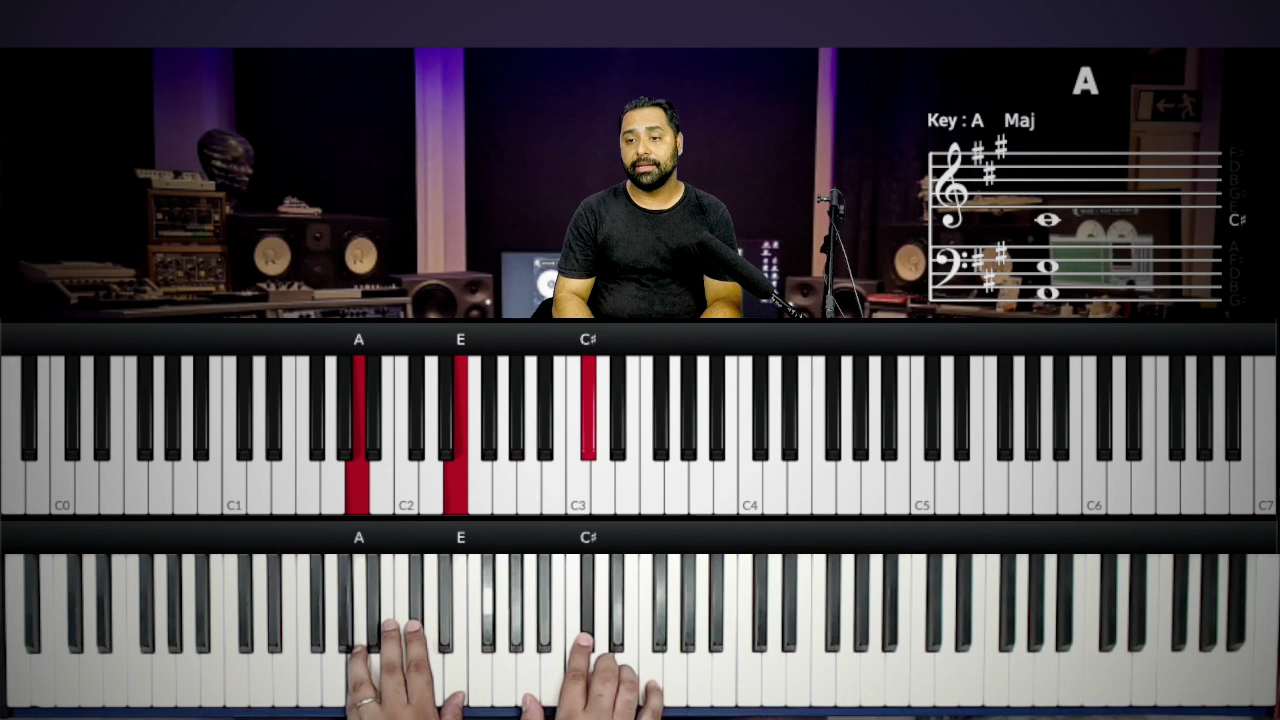 A
Key : A Maj
C♯
A E C♯
C0 C1 C2 C3 C4 C5 C6 C7
A E C♯